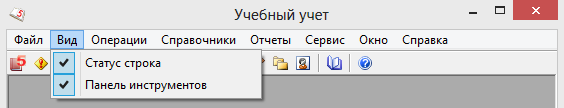 Учебный учет
Файл Вид Операции Справочники Отчеты Сервис Окно Справка
Статус строка
Панель инструментов